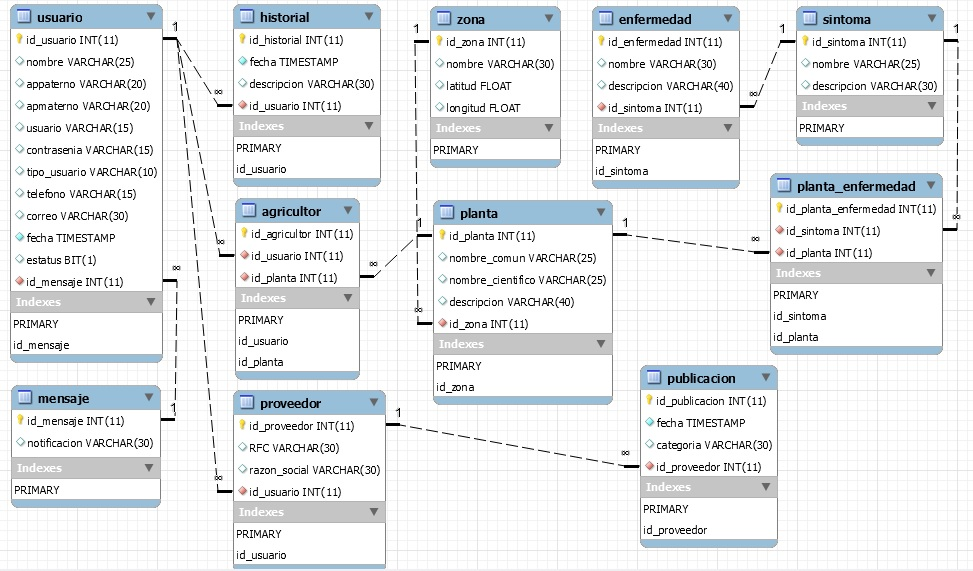 usuario
id_usuario INT(11)
nombre VARCHAR(25)
appaterno VARCHAR(20)
apmaterno VARCHAR(20)
usuario VARCHAR(15)
contrasenia VARCHAR(15)
tipo_usuario VARCHAR(10)
telefono VARCHAR(15)
correo VARCHAR(30)
fecha TIMESTAMP
estatus BIT(1)
id_mensaje INT(11)
Indexes
PRIMARY
id_mensaje
1
∞
mensaje
id_mensaje INT(11)
notificacion VARCHAR(30)
Indexes
PRIMARY
1
historial
id_historial INT(11)
fecha TIMESTAMP
descripcion VARCHAR(30)
id_usuario INT(11)
Indexes
PRIMARY
id_usuario
∞
agricultor
id_agricultor INT(11)
id_usuario INT(11)
id_planta INT(11)
Indexes
PRIMARY
id_usuario
id_planta
∞
∞
proveedor
id_proveedor INT(11)
RFC VARCHAR(30)
razon_social VARCHAR(30)
id_usuario INT(11)
Indexes
PRIMARY
id_usuario
1
∞
zona
id_zona INT(11)
nombre VARCHAR(30)
latitud FLOAT
longitud FLOAT
Indexes
PRIMARY
1
planta
id_planta INT(11)
nombre_comun VARCHAR(25)
nombre_cientifico VARCHAR(25)
descripcion VARCHAR(40)
id_zona INT(11)
Indexes
PRIMARY
id_zona
1
1
∞
enfermedad
id_enfermedad INT(11)
nombre VARCHAR(30)
descripcion VARCHAR(40)
id_sintoma INT(11)
Indexes
PRIMARY
id_sintoma
∞
sintoma
id_sintoma INT(11)
nombre VARCHAR(25)
descripcion VARCHAR(30)
Indexes
PRIMARY
1
1
planta_enfermedad
id_planta_enfermedad INT(11)
id_sintoma INT(11)
id_planta INT(11)
Indexes
PRIMARY
id_sintoma
id_planta
∞
∞
publicacion
id_publicacion INT(11)
fecha TIMESTAMP
categoria VARCHAR(30)
id_proveedor INT(11)
Indexes
PRIMARY
id_proveedor
∞